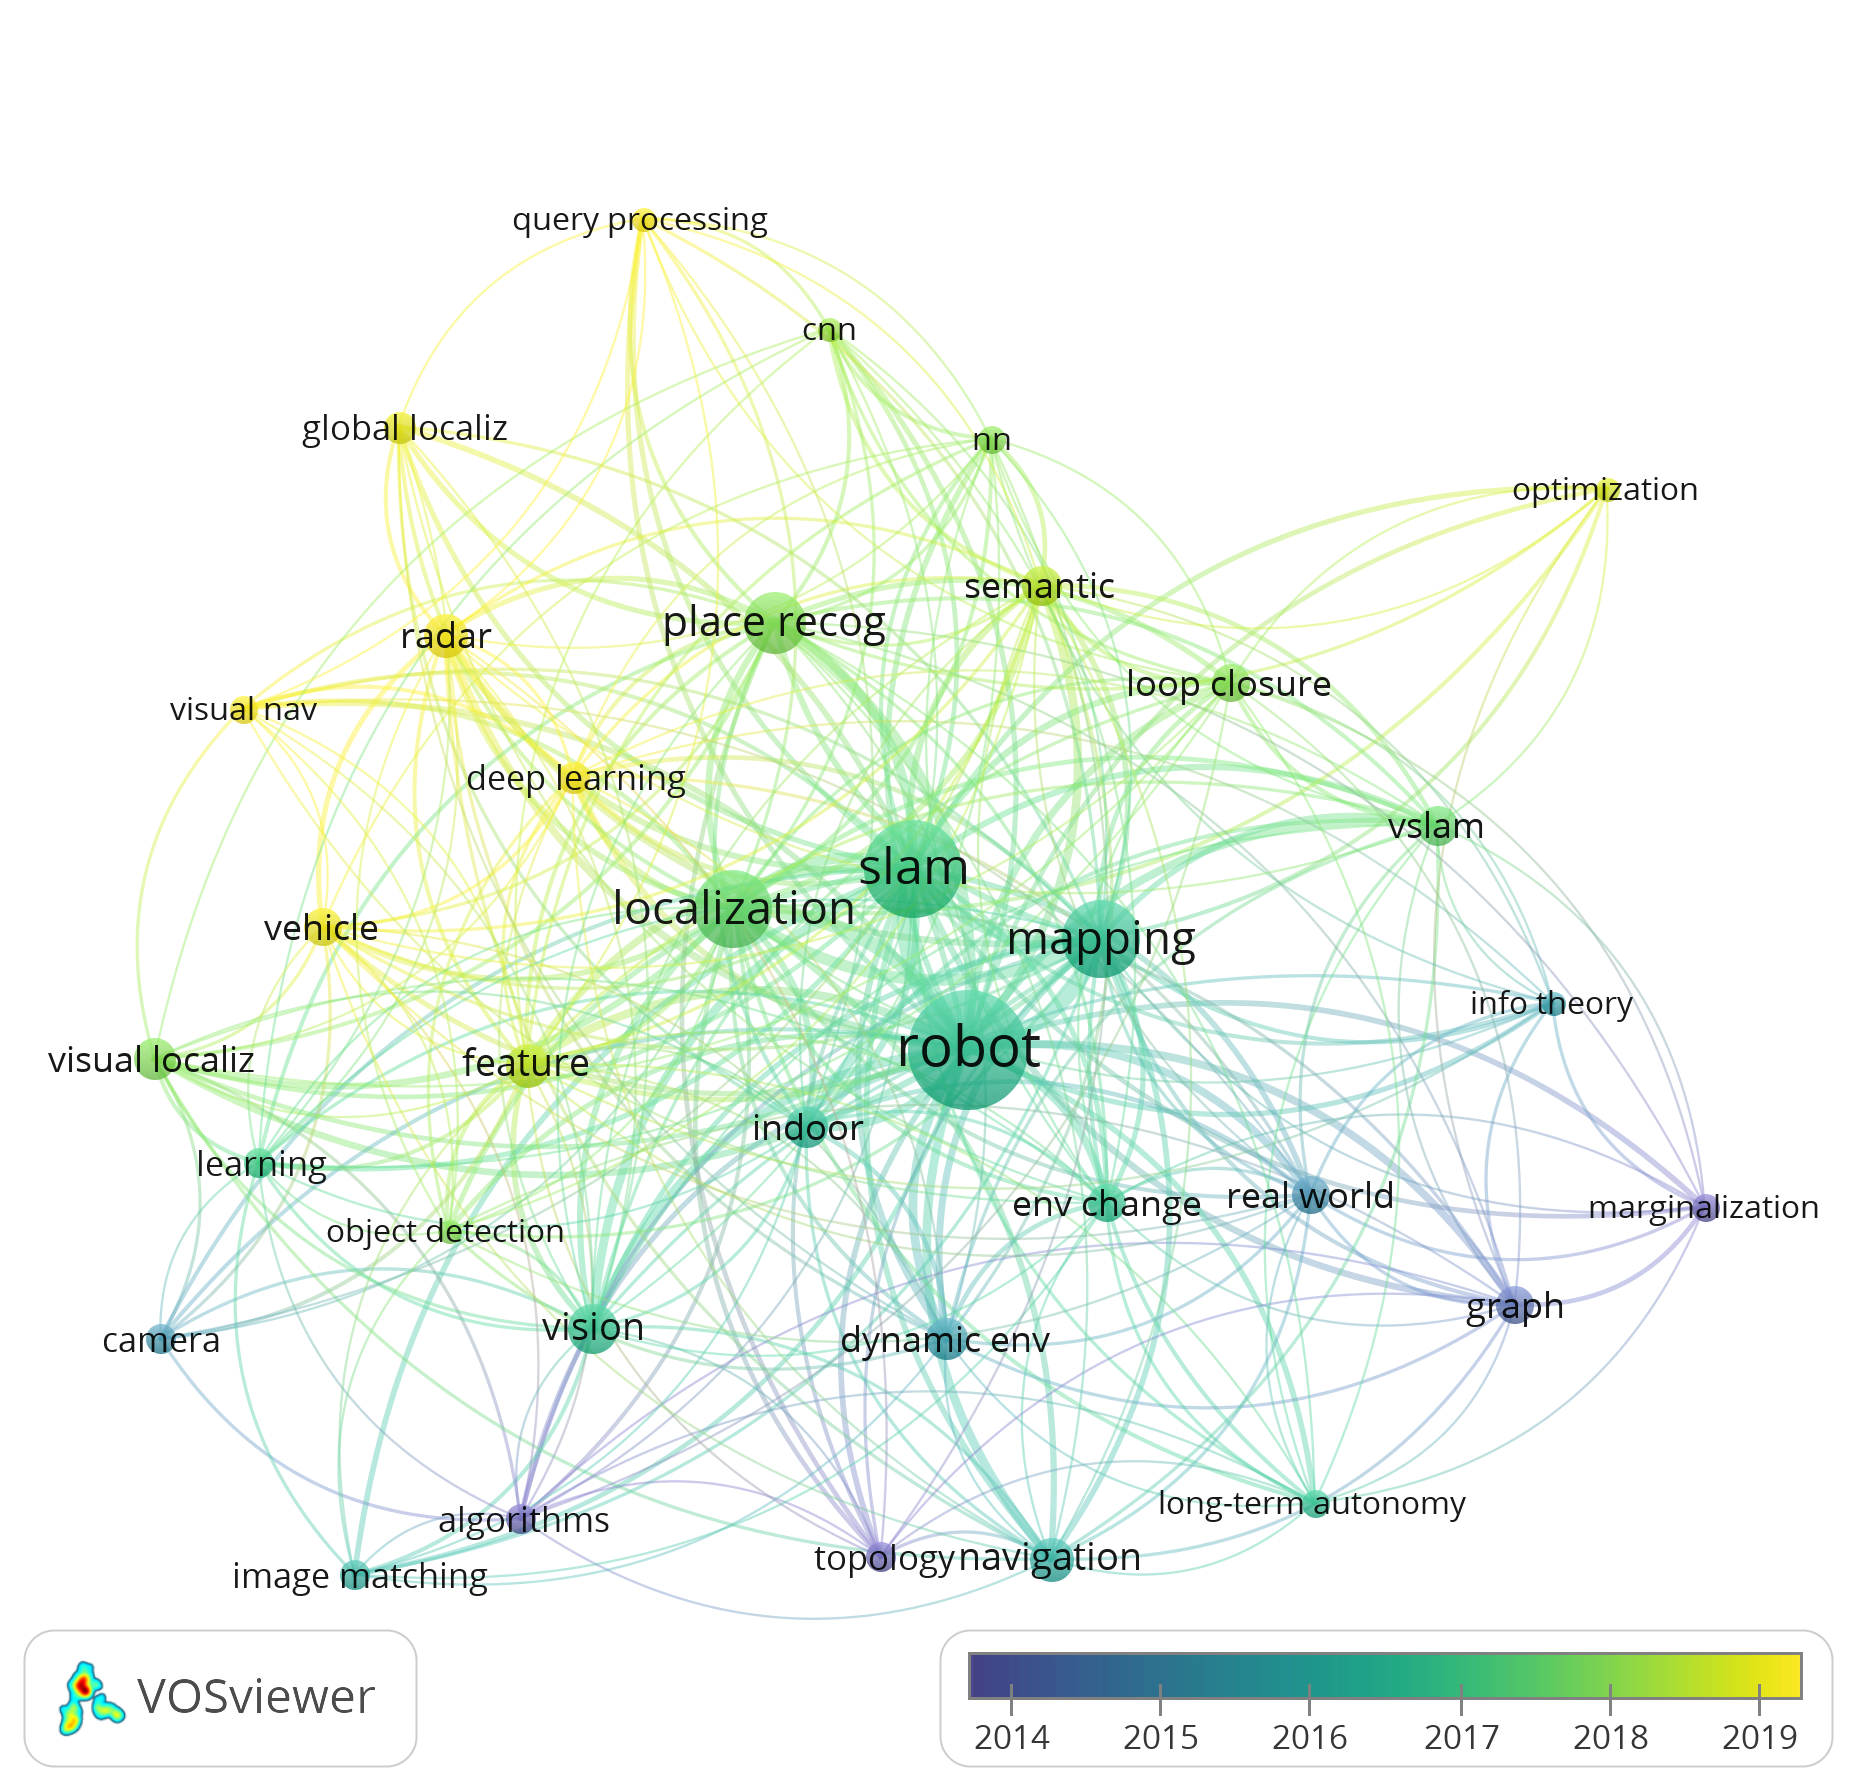 query processing
cnn
global localiz
nn
optimization
semantic
place recog
radar
loop closure
visual nav
deep learning
vslam
slam
localization
vehicle
mapping
info theory
robot
visual localiz
feature
indoor
learning
env change
real world
marginalization
object detection
graph
vision
camera
dynamic env
long-term autonomy
algorithms
topology
navigation
image matching
VOSviewer
2014 2015 2016 2017 2018 2019